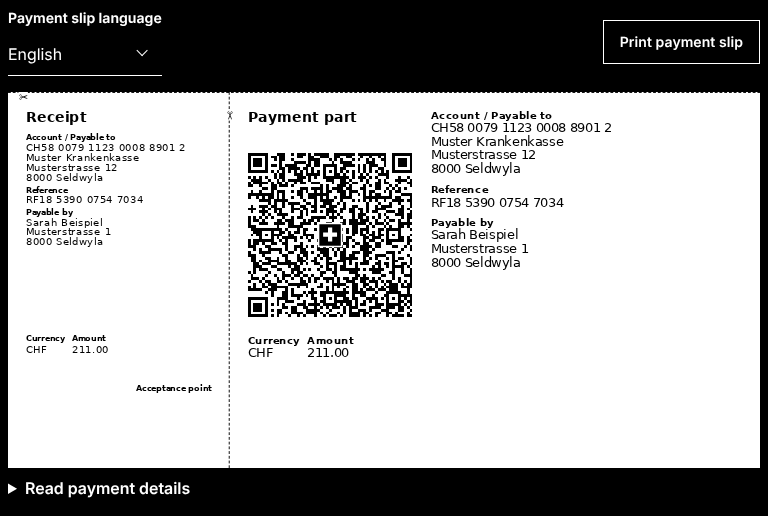 Payment slip language
English
Print payment slip
Receipt
Account / Payable to
CH58 0079 1123 0008 8901 2
Muster Krankenkasse
Musterstrasse 12
8000 Seldwyla
Reference
RF18 5390 0754 7034
Payable by
Sarah Beispiel
Musterstrasse 1
8000 Seldwyla
Currency Amount
CHF 211.00
Acceptance point
Payment part
Currency Amount
CHF 211.00
Account / Payable to
CH58 0079 1123 0008 8901 2
Muster Krankenkasse
Musterstrasse 12
8000 Seldwyla
Reference
RF18 5390 0754 7034
Payable by
Sarah Beispiel
Musterstrasse 1
8000 Seldwyla
Read payment details